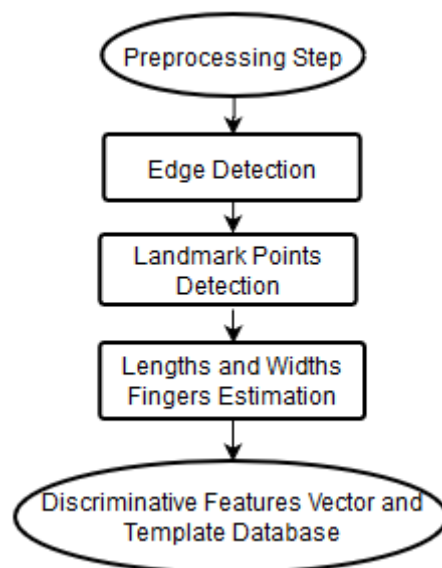 Preprocessing Step
Edge Detection
Landmark Points
Detection
Lengths and Widths
Fingers Estimation
Discriminative Features Vector and
Template Database